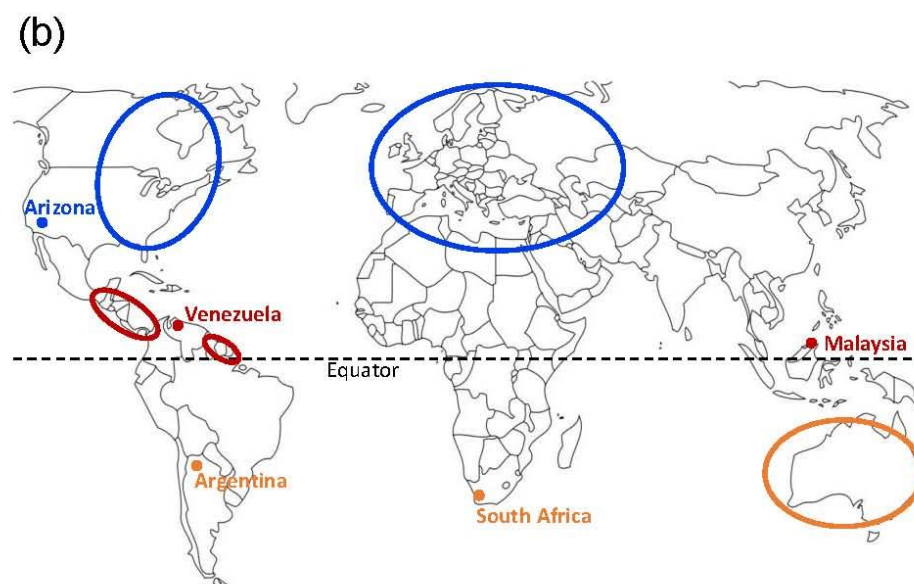 (b)
Arizona
Venezuela
Equator
Malaysia
Argentina
South Africa